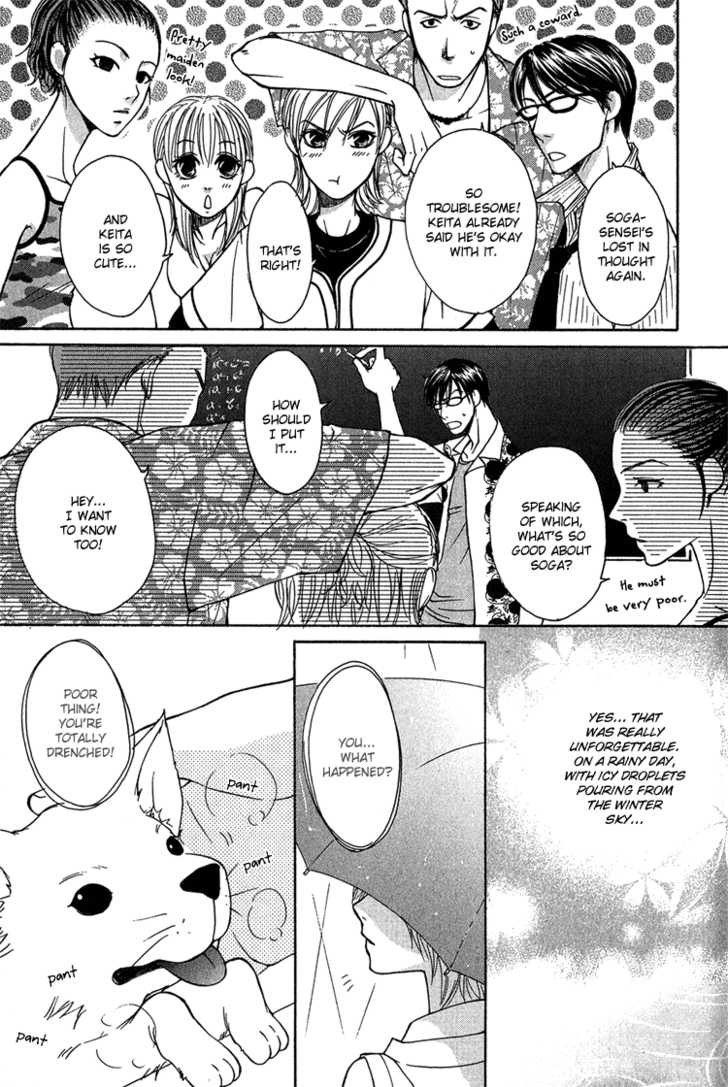 Such a coward.
SOGA-
SENSEI'S
LOST IN
THOUGHT
AGAIN.
SO
TROUBLESOME!
KEITA ALREADY
SAID HE'S OKAY
WITH IT.
THAT'S
RIGHT!
Pretty
maiden
look!
AND
KEITA
IS SO
CUTE...
SPEAKING
OF WHICH,
WHAT'S SO
GOOD ABOUT
SOGA?
He must
be very poor.
HOW
SHOULD
I PUT
IT...
HEY...
I WANT
TO KNOW
TOO!
YES... THAT
WAS REALLY
UNFORGETTABLE.
ON A RAINY DAY,
WITH ICY DROPLETS
POURING FROM
THE WINTER
SKY...
YOU...
WHAT
HAPPENED?
POOR
THING!
YOU'RE
TOTALLY
DRENCHED!
pant
pant
pant
pant